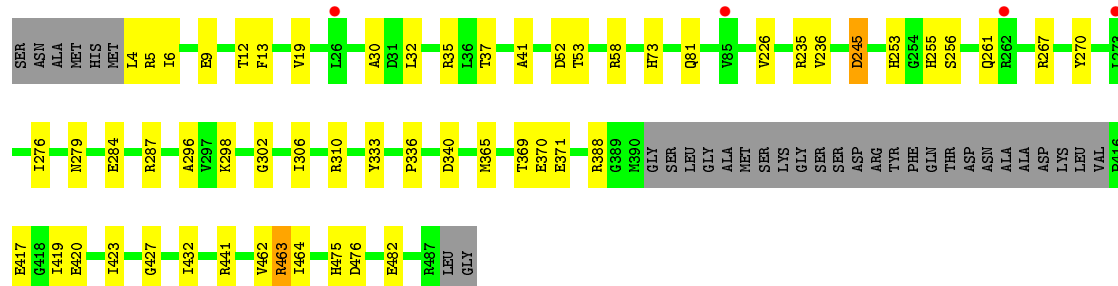 SER ASN ALA MET HIS MET L4 R5 I6 E9 T12 F13 V19 L26 A30 D31 L32 R35 L36 T37 A41 D52 T53 R58 H73 Q81 V85 V226 R235 V236 D245 H253 G254 H255 S256 Q261 R262 R267 Y270 L273
I276 N279 E284 R287 A296 V297 K298 G302 I306 R310 Y333 P336 D340 M365 T369 E370 E371 R388 G389 M390 GLY SER LEU GLY ALA MET SER LYS GLY SER SER ASP ARG TYR PHE GLN THR ASP ASN ALA ALA ASP LYS LEU VAL
E417 G418 I419 E420 I423 G427 I432 R441 V462 R463 I464 H475 D476 E482 R487 LEU GLY